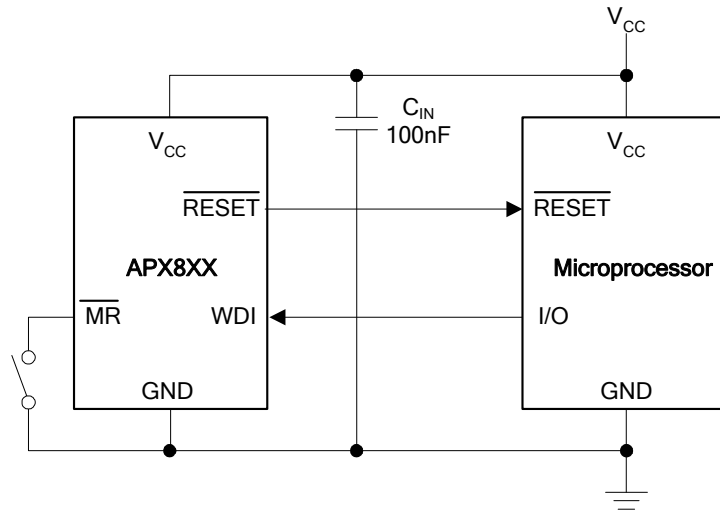 VCC
CIN
100nF
VCC
VCC
RESET
RESET
APX8XX
Microprocessor
MR
WDI
I/O
GND
GND